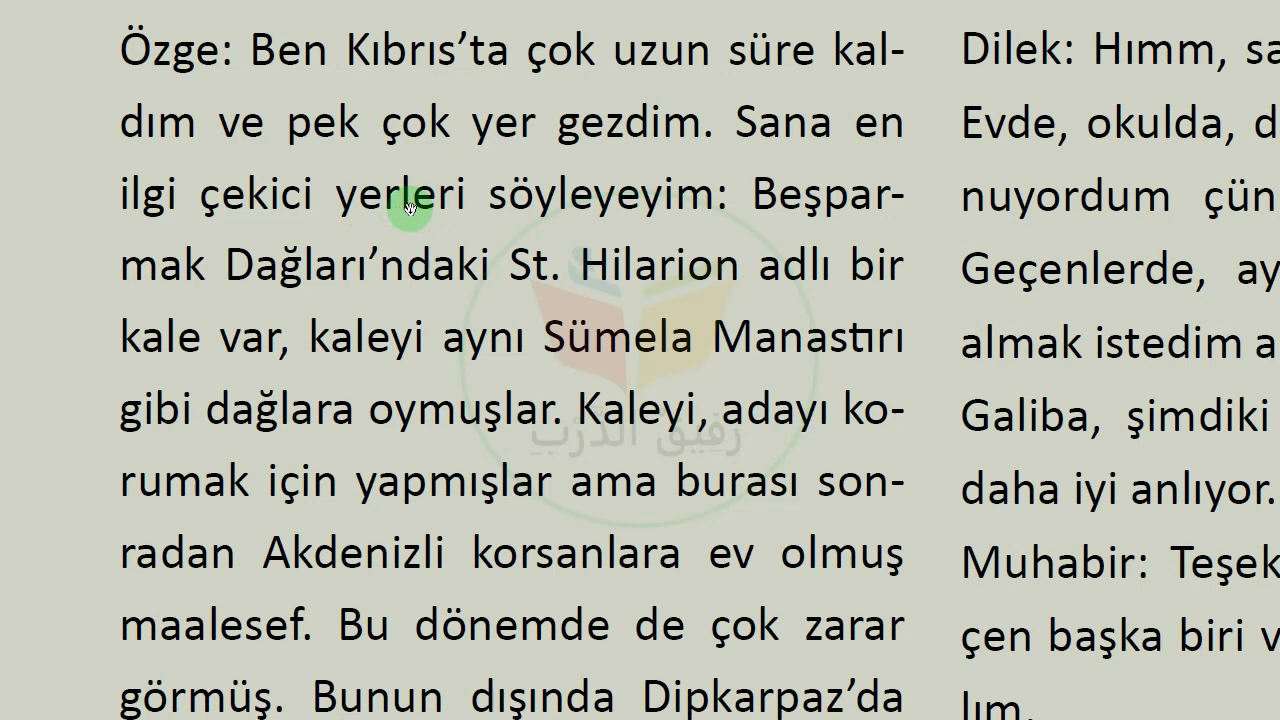 Özge: Ben Kıbrıs’ta çok uzun süre kal-
dım ve pek çok yer gezdim. Sana en
ilgi çekici yerleri söyleyeyim: Beşpar-
mak Dağları’ndaki St. Hilarion adlı bir
kale var, kaleyi aynı Sümela Manastırı
gibi dağlara oymuşlar. Kaleyi, adayı ko-
rumak için yapmışlar ama burası son-
radan Akdenizli korsanlara ev olmuş
maalesef. Bu dönemde de çok zarar
görmüş. Bunun dışında Dipkarpaz’da
رفيق الدرب
Dilek: Hımm, sa
Evde, okulda, d
nuyordum çün
Geçenlerde, ay
almak istedim a
Galiba, şimdiki
daha iyi anlıyor.
Muhabir: Teşek
çen başka biri v
lım.